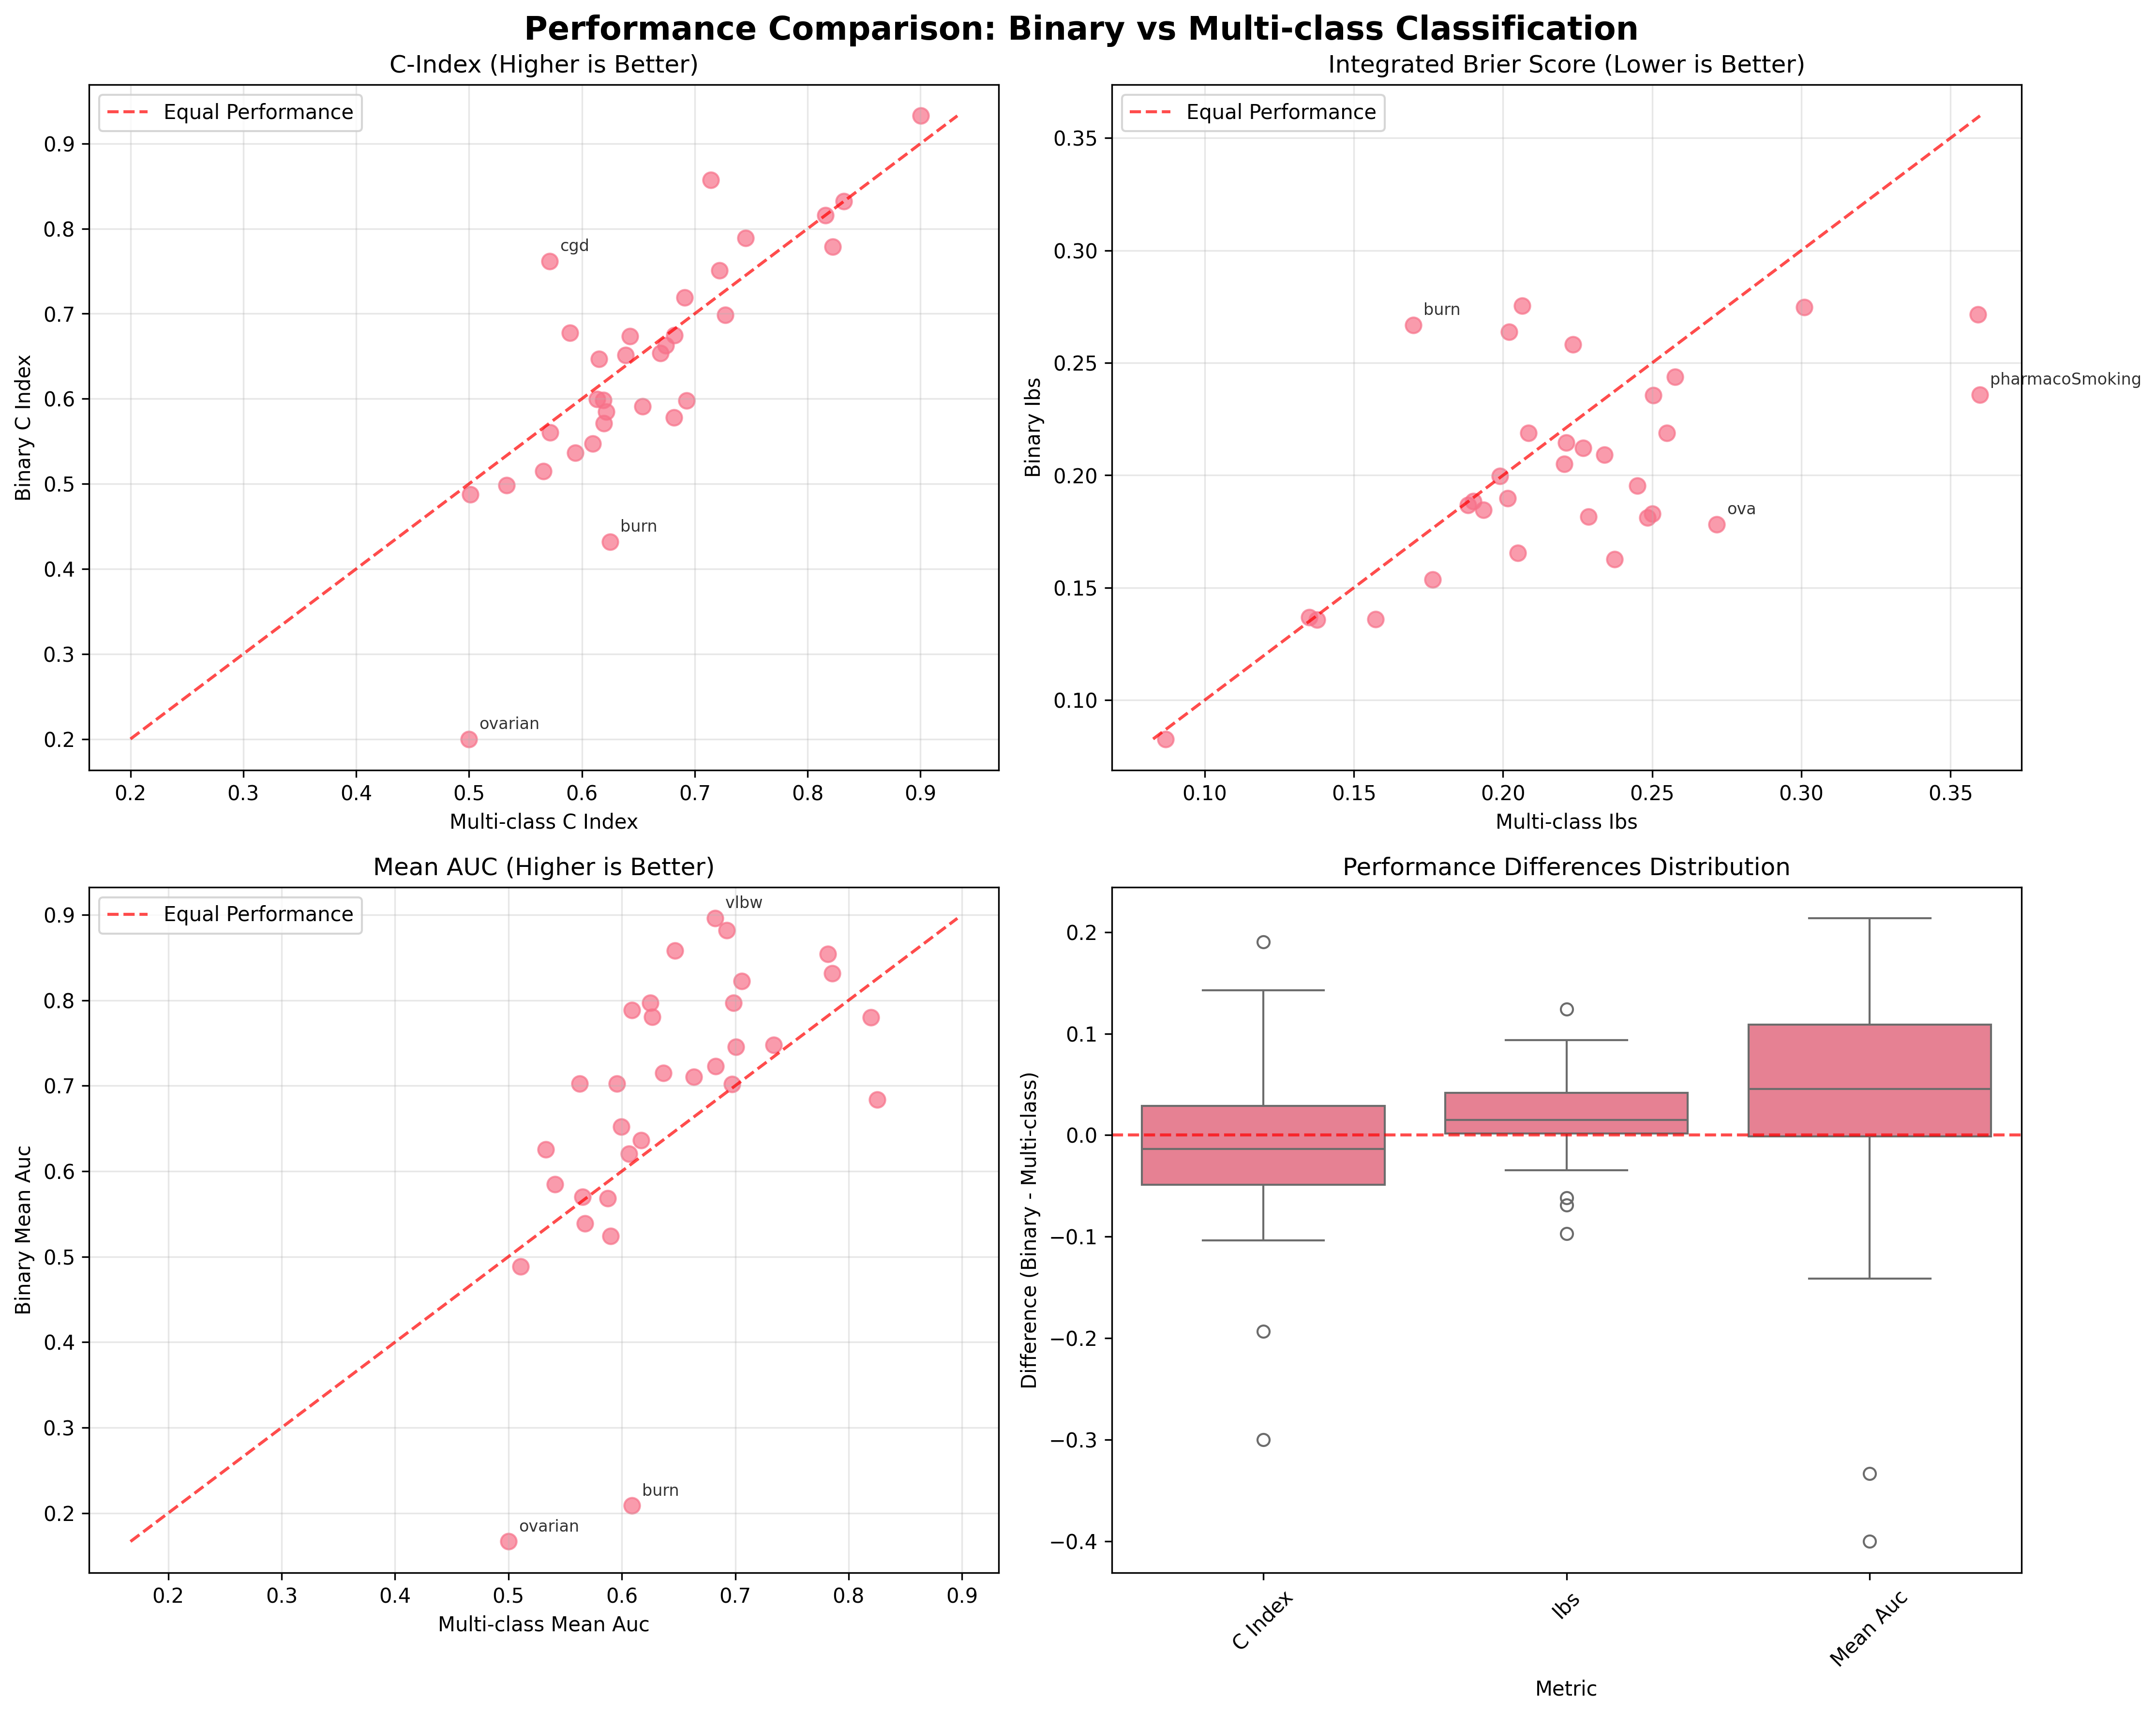 Performance Comparison: Binary vs Multi-class Classification
C-Index (Higher is Better)
Equal Performance
cgd
burn
ovarian
0.9
0.8
0.7
0.6
0.5
0.4
0.3
0.2
Binary C Index
0.2 0.3 0.4 0.5 0.6 0.7 0.8 0.9
Multi-class C Index
Integrated Brier Score (Lower is Better)
Equal Performance
burn
pharmacoSmoking
ova
0.35
0.30
0.25
0.20
0.15
0.10
Binary Ibs
0.10 0.15 0.20 0.25 0.30 0.35
Multi-class Ibs
Mean AUC (Higher is Better)
Equal Performance
vlbw
burn
ovarian
0.9
0.8
0.7
0.6
0.5
0.4
0.3
0.2
Binary Mean Auc
0.2 0.3 0.4 0.5 0.6 0.7 0.8 0.9
Multi-class Mean Auc
Performance Differences Distribution
0.2
0.1
0.0
−0.1
−0.2
−0.3
−0.4
Difference (Binary - Multi-class)
C Index
Ibs
Mean Auc
Metric